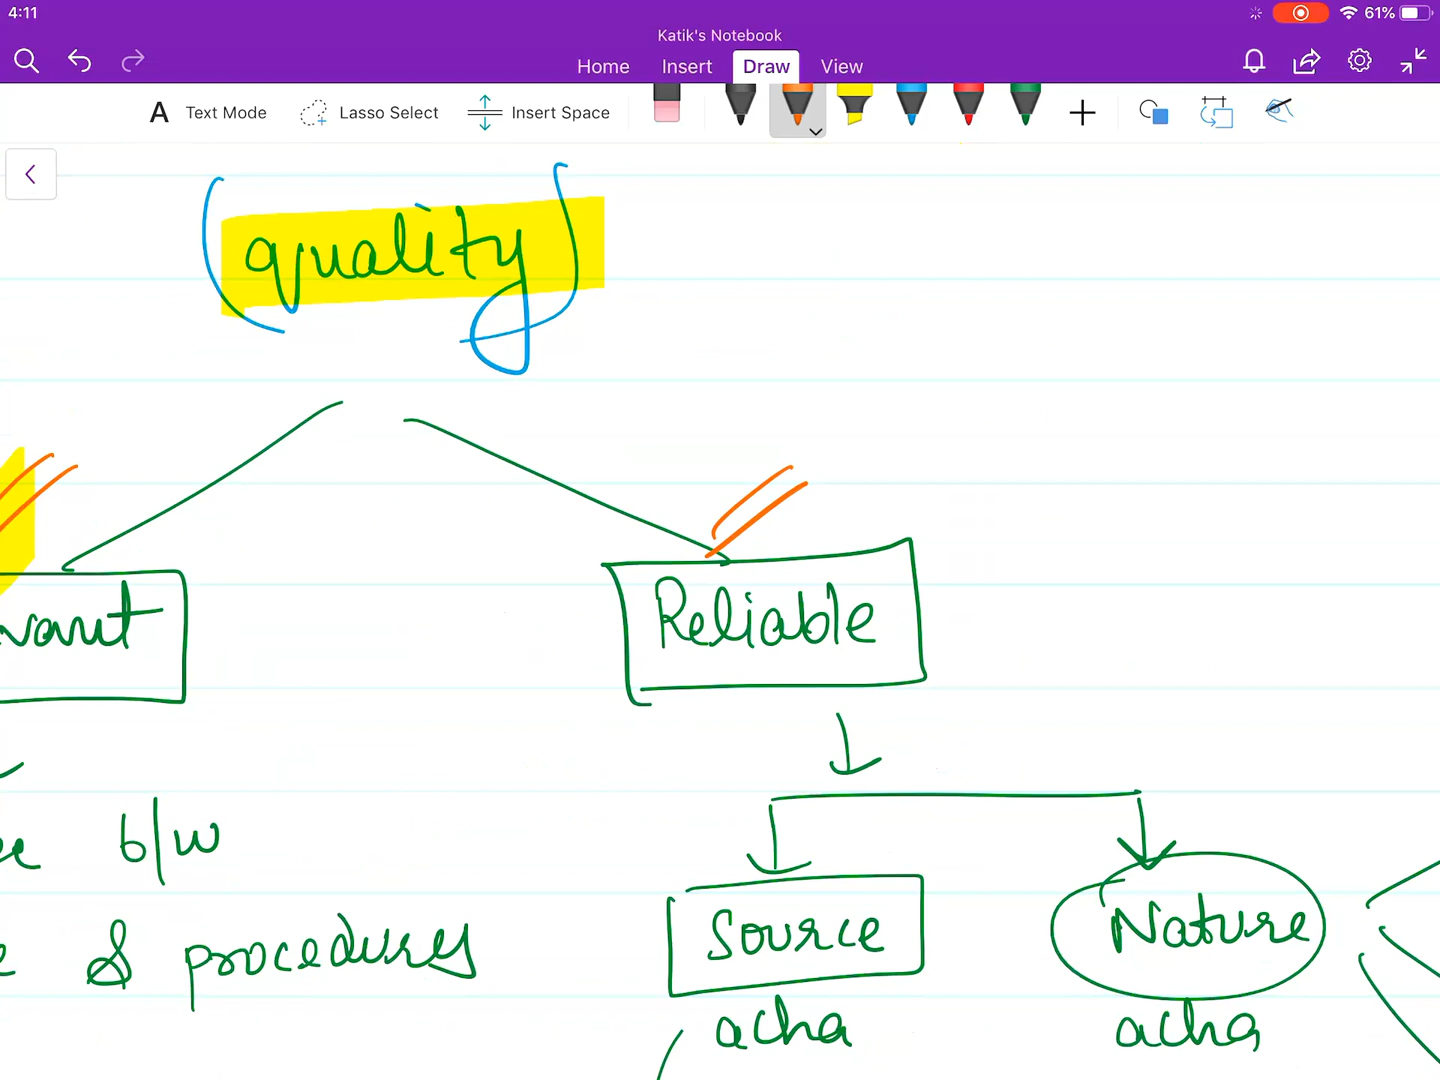 4:11
61%
Katik's Notebook
Home Insert Draw View
A Text Mode Lasso Select Insert Space
quality
vant
Reliable
b/w
& procedures
Source
Nature
acha
acha